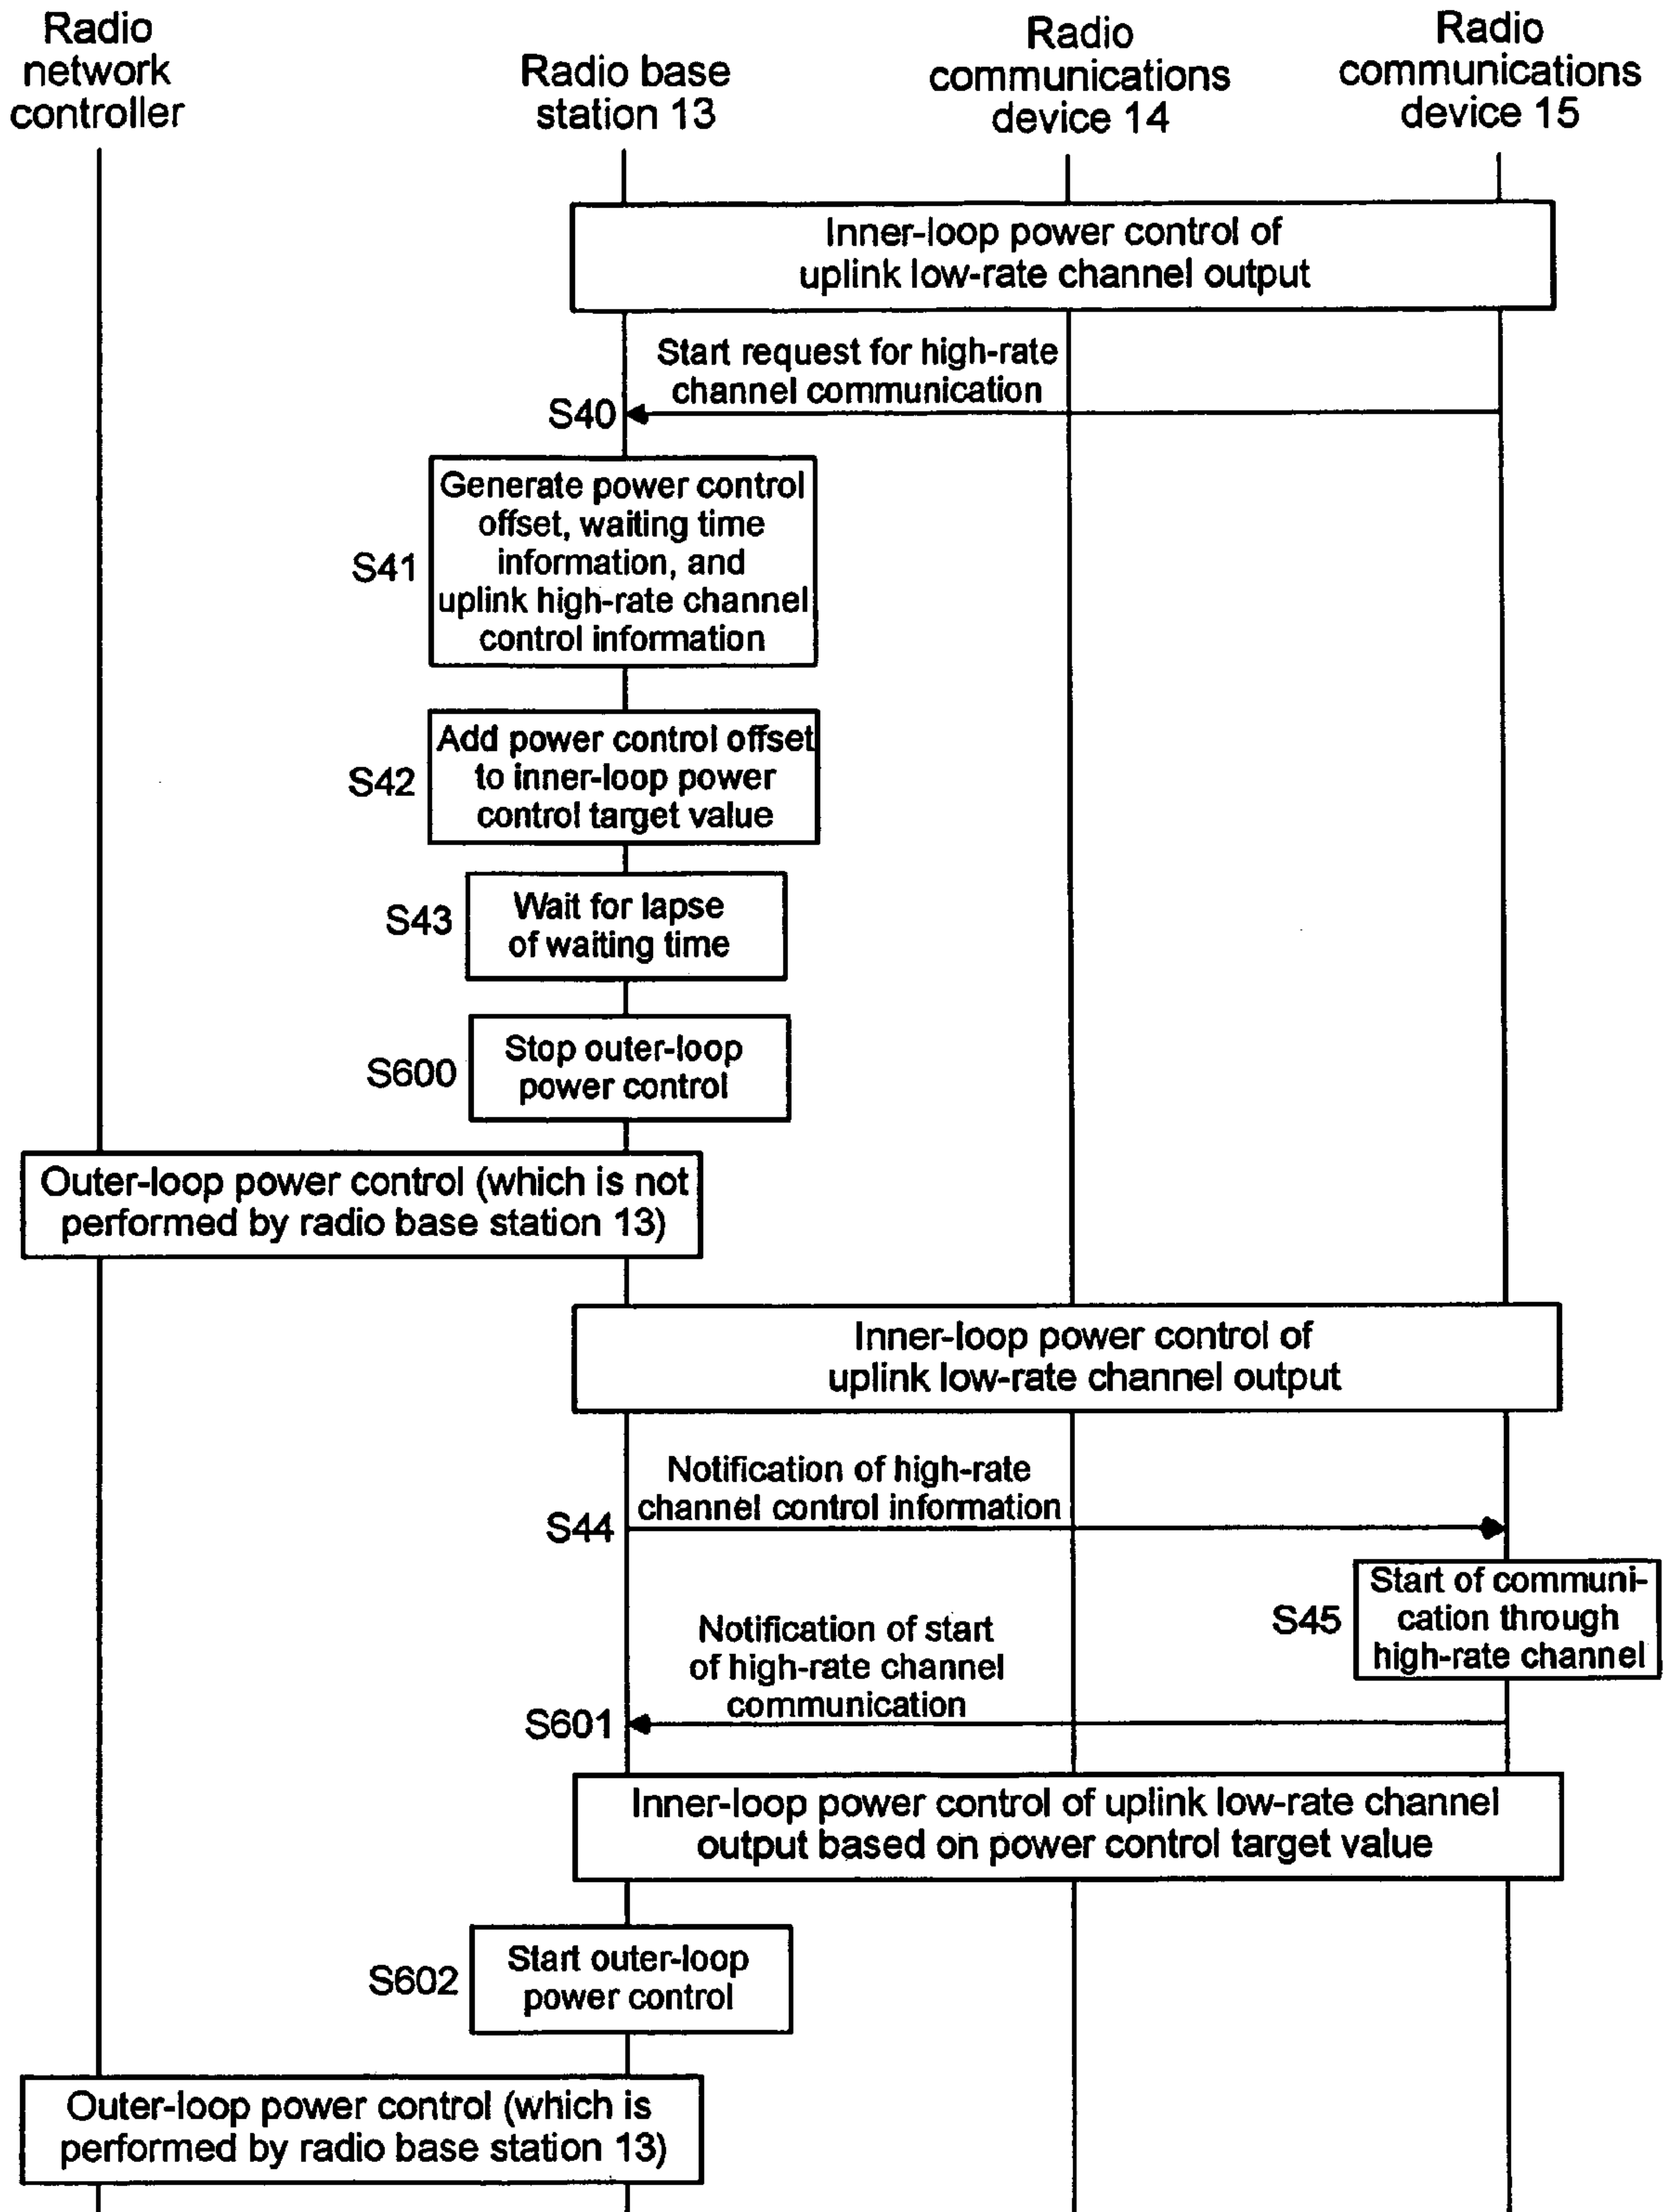 Radio
network
controller
Radio base
station 13
Radio
communications
device 14
Radio
communications
device 15
Inner-loop power control of
uplink low-rate channel output
Start request for high-rate
channel communication
S40
Generate power control
offset, waiting time
information, and
uplink high-rate channel
control information
S41
Add power control offset
to inner-loop power
control target value
S42
Wait for lapse
of waiting time
S43
Stop outer-loop
power control
S600
Outer-loop power control (which is not
performed by radio base station 13)
Inner-loop power control of
uplink low-rate channel output
Notification of high-rate
channel control information
S44
Start of communi-
cation through
high-rate channel
S45
Notification of start
of high-rate channel
communication
S601
Inner-loop power control of uplink low-rate channel
output based on power control target value
Start outer-loop
power control
S602
Outer-loop power control (which is
performed by radio base station 13)